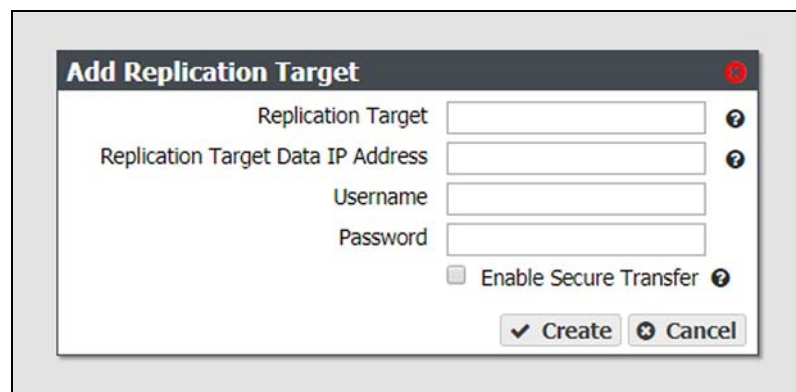 Add Replication Target
Replication Target
Replication Target Data IP Address
Username
Password
Enable Secure Transfer
Create Cancel